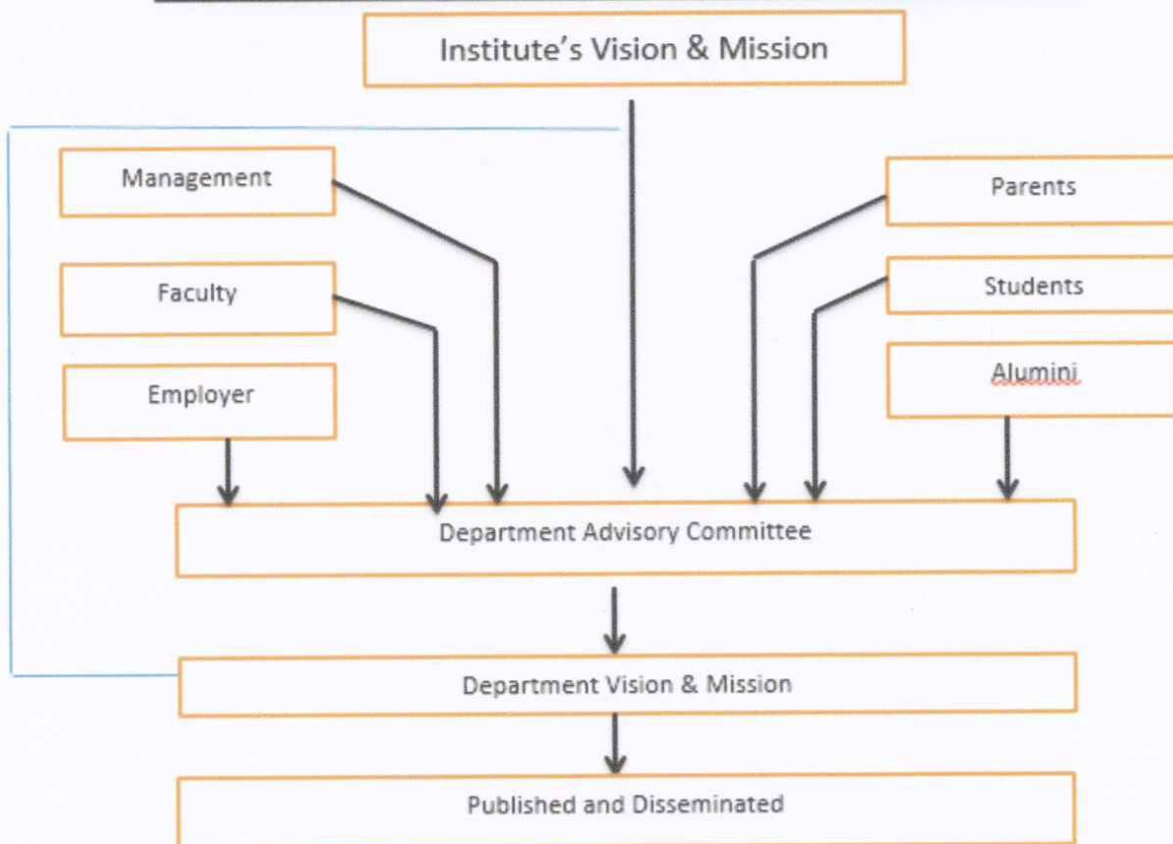 Institute's Vision & Mission
Management
Parents
Faculty
Students
Employer
Alumini
Department Advisory Committee
Department Vision & Mission
Published and Disseminated